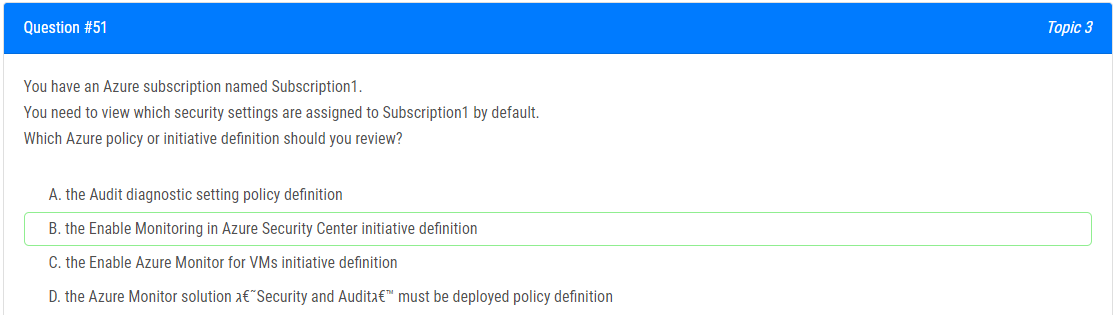 Question #51
Topic 3
You have an Azure subscription named Subscription1.
You need to view which security settings are assigned to Subscription1 by default.
Which Azure policy or initiative definition should you review?
A. the Audit diagnostic setting policy definition
B. the Enable Monitoring in Azure Security Center initiative definition
C. the Enable Azure Monitor for VMs initiative definition
D. the Azure Monitor solution ג€˜Security and Auditג€™ must be deployed policy definition